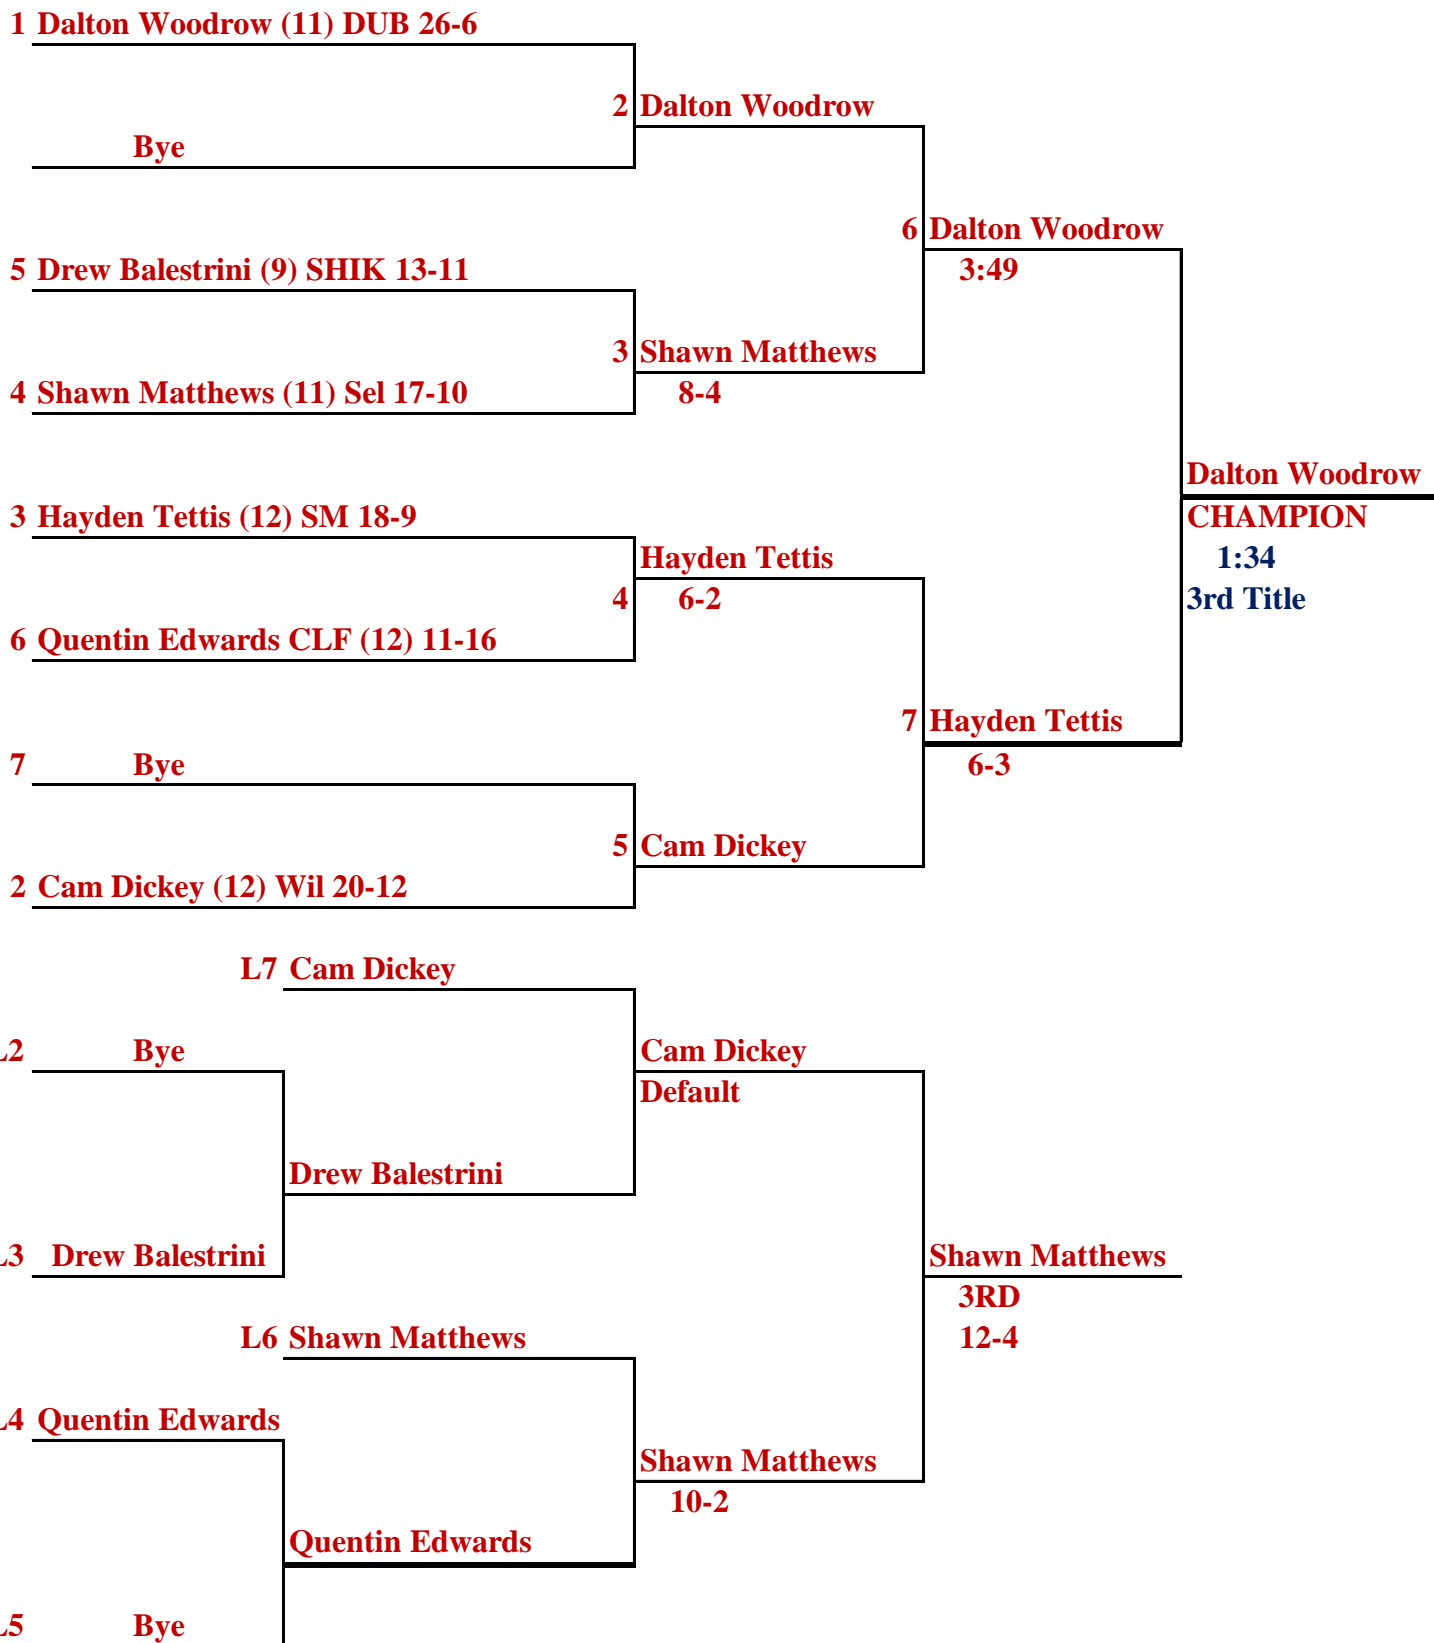 1 Dalton Woodrow (11) DUB 26-6
2 Dalton Woodrow
Bye
6 Dalton Woodrow
5 Drew Balestrini (9) SHIK 13-11
3:49
3 Shawn Matthews
4 Shawn Matthews (11) Sel 17-10
8-4
Dalton Woodrow
3 Hayden Tettis (12) SM 18-9
CHAMPION
Hayden Tettis
1:34
4 6-2
3rd Title
6 Quentin Edwards CLF (12) 11-16
7 Hayden Tettis
7 Bye
6-3
5 Cam Dickey
2 Cam Dickey (12) Wil 20-12
L7 Cam Dickey
L2 Bye
Cam Dickey
Default
Drew Balestrini
L3 Drew Balestrini
Shawn Matthews
3RD
L6 Shawn Matthews
12-4
L4 Quentin Edwards
Shawn Matthews
10-2
Quentin Edwards
L5 Bye